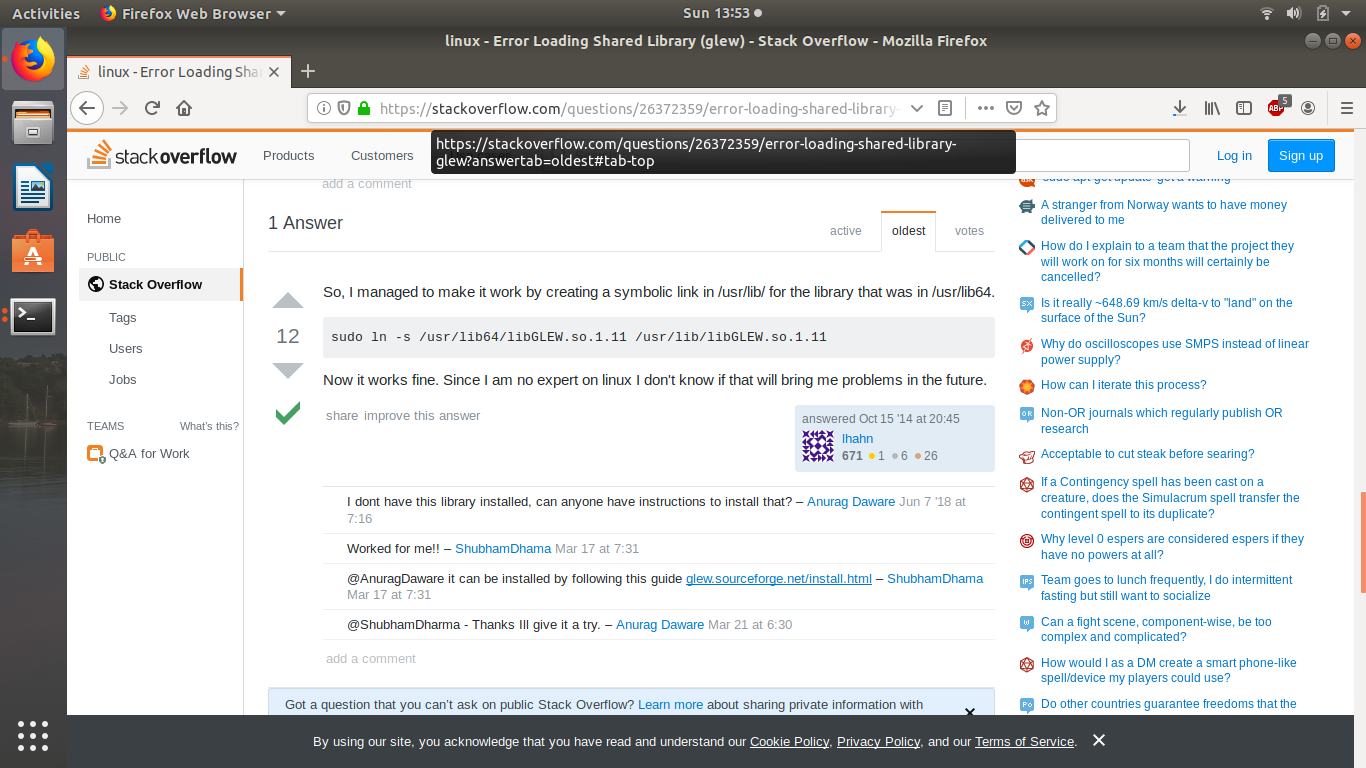 Activities
Firefox Web Browser
Sun 13:53
linux - Error Loading Shared Library (glew) - Stack Overflow - Mozilla Firefox
linux - Error Loading Sha
https://stackoverflow.com/questions/26372359/error-loading-shared-library-
5
stackoverflow
Products
Customers
https://stackoverflow.com/questions/26372359/error-loading-shared-library-
glew?answertab=oldest#tab-top
Log in
Sign up
Home
PUBLIC
Stack Overflow
Tags
Users
Jobs
TEAMS
What's this?
Q&A for Work
add a comment
1 Answer
active
oldest
votes
12
So, I managed to make it work by creating a symbolic link in /usr/lib/ for the library that was in /usr/lib64.
sudo ln -s /usr/lib64/libGLEW.so.1.11 /usr/lib/libGLEW.so.1.11
Now it works fine. Since I am no expert on linux I don't know if that will bring me problems in the future.
share improve this answer
answered Oct 15 '14 at 20:45
lhahn
671 1 6 26
I dont have this library installed, can anyone have instructions to install that? – Anurag Daware Jun 7 '18 at
7:16
Worked for me!! – ShubhamDhama Mar 17 at 7:31
@AnuragDaware it can be installed by following this guide glew.sourceforge.net/install.html – ShubhamDhama
Mar 17 at 7:31
@ShubhamDharma - Thanks Ill give it a try. – Anurag Daware Mar 21 at 6:30
add a comment
Got a question that you can't ask on public Stack Overflow? Learn more about sharing private information with
A stranger from Norway wants to have money
delivered to me
How do I explain to a team that the project they
will work on for six months will certainly be
cancelled?
Is it really ~648.69 km/s delta-v to "land" on the
surface of the Sun?
Why do oscilloscopes use SMPS instead of linear
power supply?
How can I iterate this process?
Non-OR journals which regularly publish OR
research
Acceptable to cut steak before searing?
If a Contingency spell has been cast on a
creature, does the Simulacrum spell transfer the
contingent spell to its duplicate?
Why level 0 espers are considered espers if they
have no powers at all?
Team goes to lunch frequently, I do intermittent
fasting but still want to socialize
Can a fight scene, component-wise, be too
complex and complicated?
How would I as a DM create a smart phone-like
spell/device my players could use?
Do other countries guarantee freedoms that the
By using our site, you acknowledge that you have read and understand our Cookie Policy, Privacy Policy, and our Terms of Service.